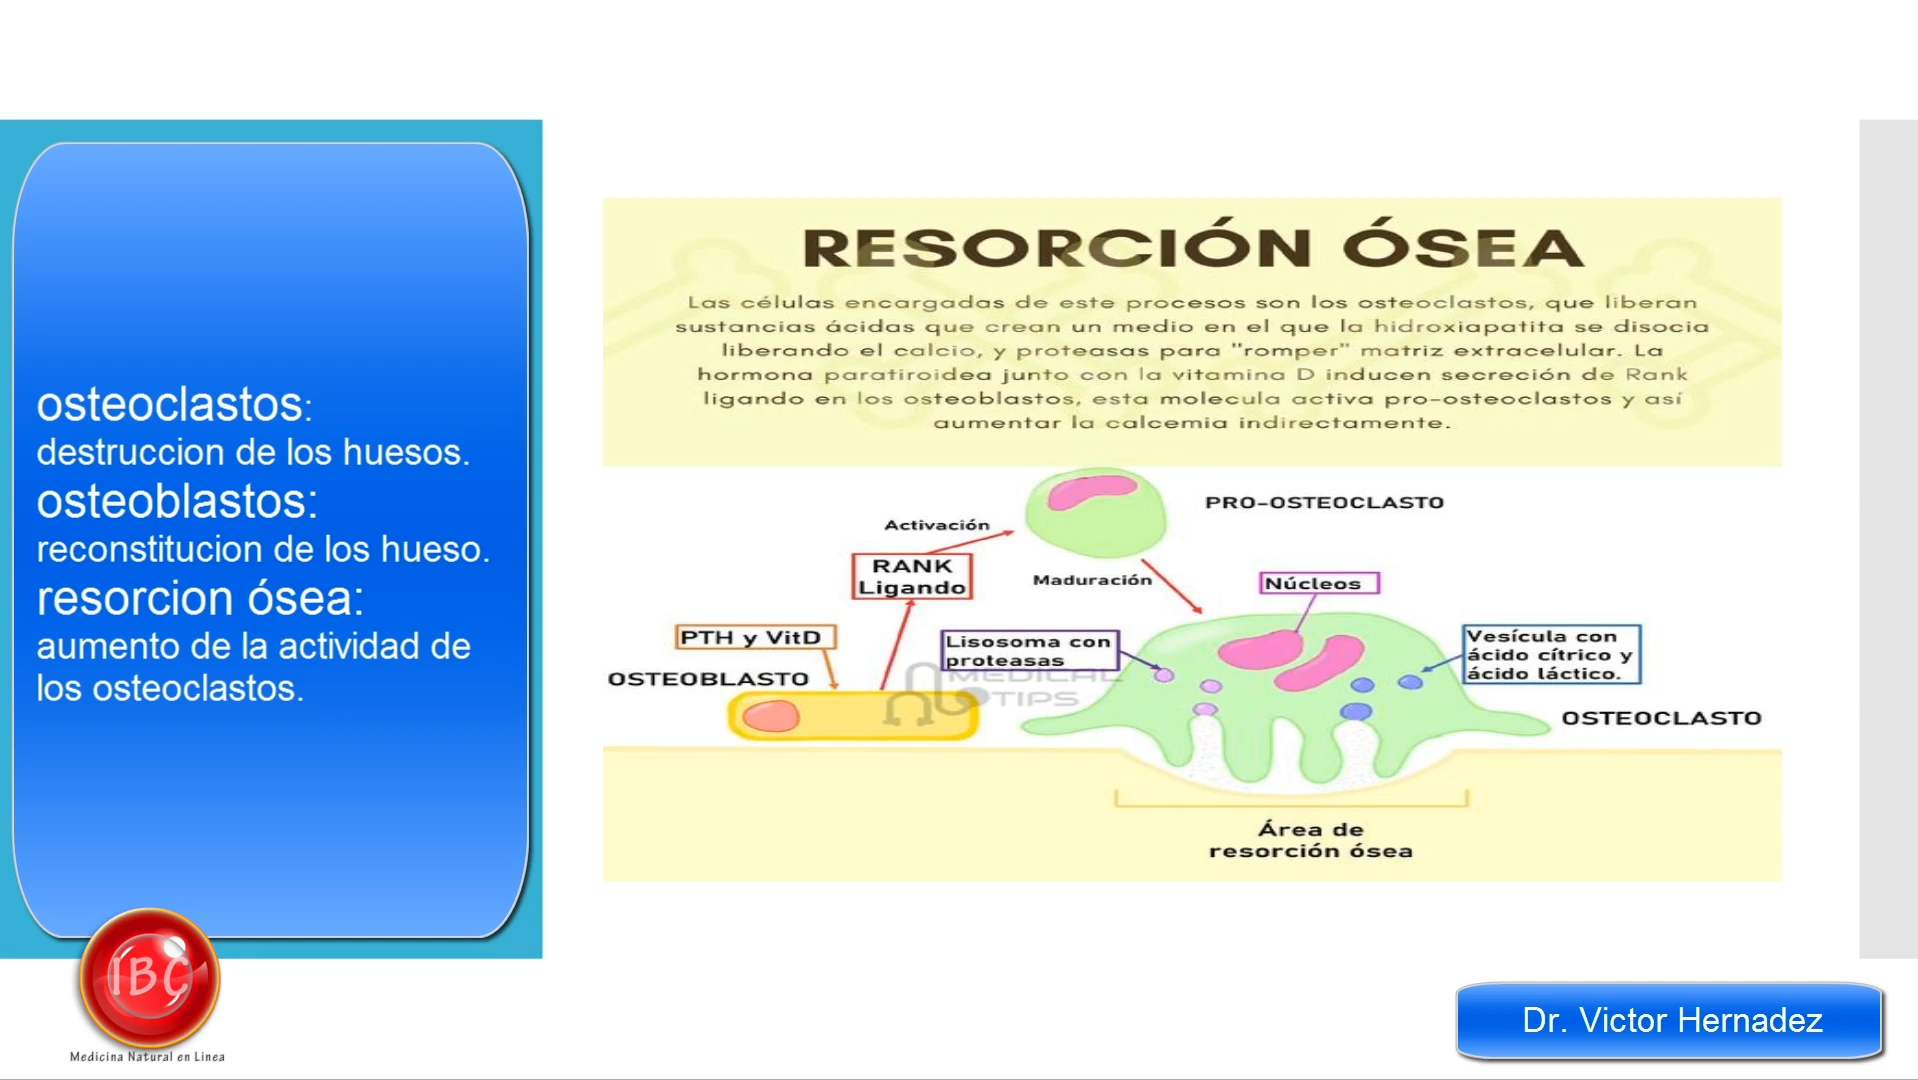 osteoclastos:
destruccion de los huesos.
osteoblastos:
reconstitucion de los hueso.
resorcion ósea:
aumento de la actividad de
los osteoclastos.
RESORCIÓN ÓSEA
Las células encargadas de este procesos son los osteoclastos, que liberan
sustancias ácidas que crean un medio en el que la hidroxiapatita se disocia
liberando el calcio, y proteasas para "romper" matriz extracelular. La
hormona paratiroidea junto con la vitamina D inducen secreción de Rank
ligando en los osteoblastos, esta molecula activa pro-osteoclastos y así
aumentar la calcemia indirectamente.
PRO-OSTEOCLASTO
Activación
RANK
Ligando
Maduración
Núcleos
PTH y VitD
Lisosoma con
proteasas
Vesícula con
ácido cítrico y
ácido láctico.
OSTEOBLASTO
MEDICAL
TIPS
OSTEOCLASTO
Área de
resorción ósea
IBC
Medicina Natural en Linea
Dr. Victor Hernadez